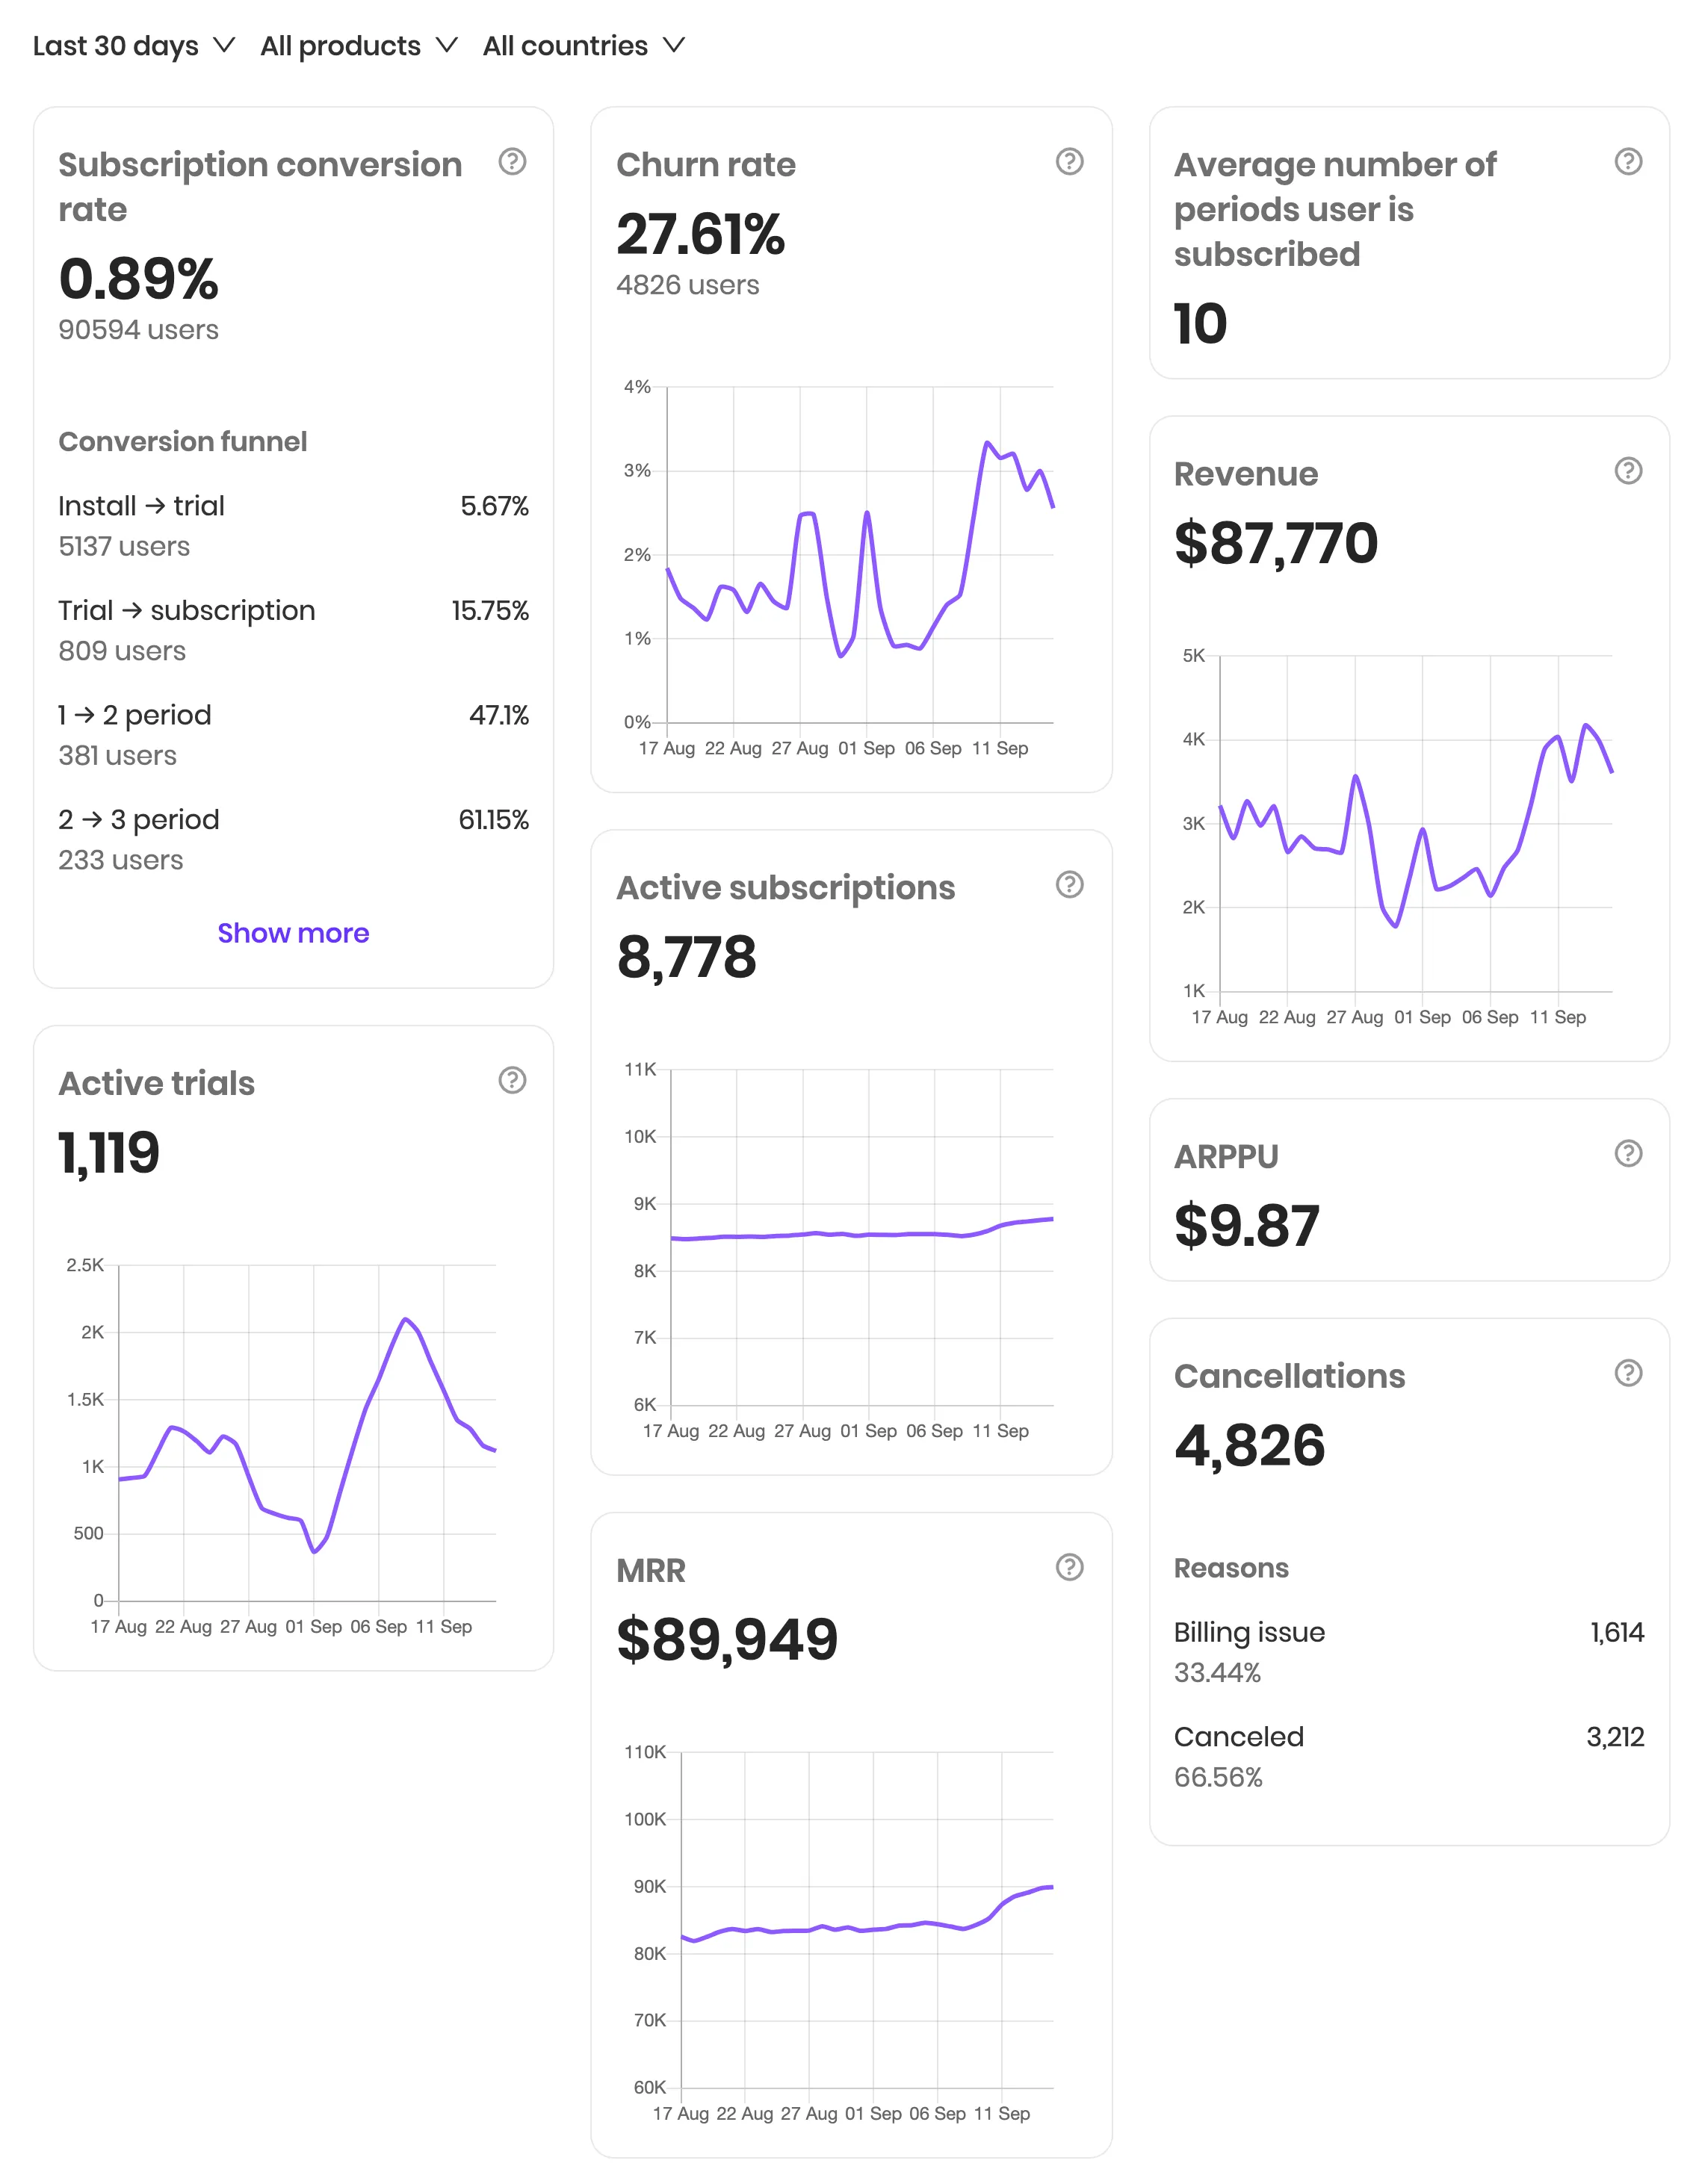 Last 30 days All products All countries
Subscription conversion
rate
0.89%
90594 users
Conversion funnel
Install → trial 5.67%
5137 users
Trial → subscription 15.75%
809 users
1 → 2 period 47.1%
381 users
2 → 3 period 61.15%
233 users
Show more
Active trials
1,119
2.5K
2K
1.5K
1K
500
0
17 Aug 22 Aug 27 Aug 01 Sep 06 Sep 11 Sep
Churn rate
27.61%
4826 users
4%
3%
2%
1%
0%
17 Aug 22 Aug 27 Aug 01 Sep 06 Sep 11 Sep
Active subscriptions
8,778
11K
10K
9K
8K
7K
6K
17 Aug 22 Aug 27 Aug 01 Sep 06 Sep 11 Sep
MRR
$89,949
110K
100K
90K
80K
70K
60K
17 Aug 22 Aug 27 Aug 01 Sep 06 Sep 11 Sep
Average number of
periods user is
subscribed
10
Revenue
$87,770
5K
4K
3K
2K
1K
17 Aug 22 Aug 27 Aug 01 Sep 06 Sep 11 Sep
ARPPU
$9.87
Cancellations
4,826
Reasons
Billing issue 1,614
33.44%
Canceled 3,212
66.56%